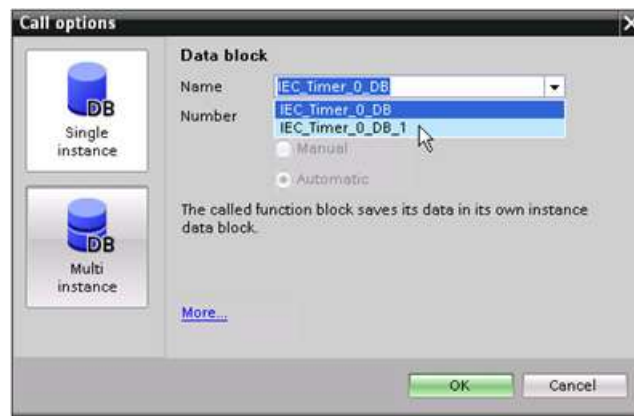 Call options
Data block
Name
IEC_Timer_0_DB
IEC_Timer_0_DB
IEC_Timer_0_DB_1
Number
Manual
Automatic
The called function block saves its data in its own instance
data block.
More...
DB
Single
instance
DB
Multi
instance
OK
Cancel